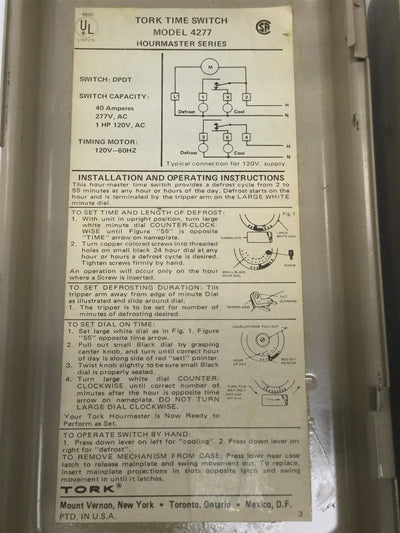 UL
LISTED
TORK TIME SWITCH
MODEL 4277
HOURMASTER SERIES
SA
SWITCH: DPDT
SWITCH CAPACITY:
40 Amperes
277V, AC
1 HP 120V, AC
TIMING MOTOR:
120V–60HZ
M
1
X
2
H
Defrost
Cool
N
3
5
4
H
Defrost
Cool
N
Typical connection for 120V. supply.
INSTALLATION AND OPERATING INSTRUCTIONS
This hour-master time switch provides a defrost cycle from 2 to
55 minutes at any hour or hours of the day. Defrost starts on the
hour and is terminated by the tripper arm on the LARGE WHITE
minute dial.
TO SET TIME AND LENGTH OF DEFROST:
1. With unit in upright position, turn large
white minute dial COUNTER-CLOCK-
WISE until Figure "55" is opposite
"TIME" arrow on nameplate.
2. Turn copper colored screws into threaded
holes on small black 24 hour dial at any
hour or hours a defrost cycle is desired.
Tighten screws firmly by hand.
An operation will occur only on the hour
where a Screw is inserted.
Fig. 1
NAMEPLATE
LARGE
WHITE DIAL
SMALL BLACK
HOUR DIAL
SCREW
TO SET DEFROSTING DURATION: Tilt
tripper arm away from edge of minute Dial
as illustrated and slide around dial.
1. The tripper is to be set for number of
minutes of defrosting desired.
TRIPPER ARM
TILT
OUTWARD
TO SET DIAL ON TIME:
1. Set large white dial as in Fig. 1. Figure
"55" opposite time arrow.
2. Pull out small Black dial by grasping
center knob, and turn until correct hour
of day is along side of red "set" pointer.
3. Twist knob slightly to be sure small Black
dial is properly seated.
4. Turn large white dial COUNTER-
CLOCKWISE until correct number of
minutes after the hour is opposite time
arrow on nameplate. DO NOT TURN
LARGE DIAL CLOCKWISE.
Your Tork Hourmaster is Now Ready to
Perform as Set.
HOUR
OF DAY
RED SET
POINTER
TO OPERATE SWITCH BY HAND:
1. Press down lever on left for "cooling". 2. Press down lever on
right for "defrost".
TO REMOVE MECHANISM FROM CASE: Press lever near case
latch to release mainplate and swing movement out. To replace,
insert mainplate projections in slots opposite latch and swing
movement in until it latches.
TORK®
Mount Vernon, New York • Toronto, Ontario • Mexico, D.F.
PTD. IN U.S.A.
3